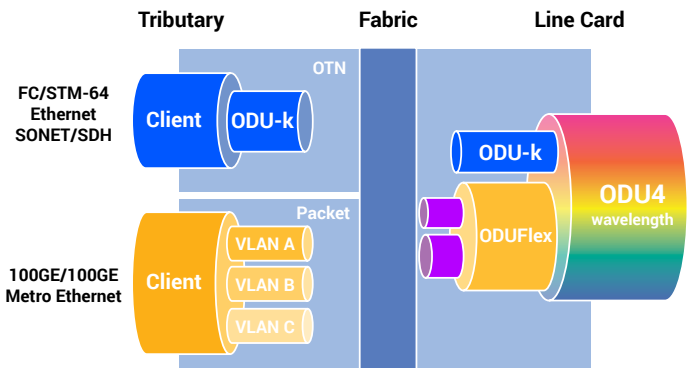 Tributary
Fabric
Line Card
OTN
FC/STM-64
Ethernet
SONET/SDH
Client
ODU-k
ODU-k
ODU4
wavelength
Packet
ODUFlex
100GE/100GE
Metro Ethernet
Client
VLAN A
VLAN B
VLAN C